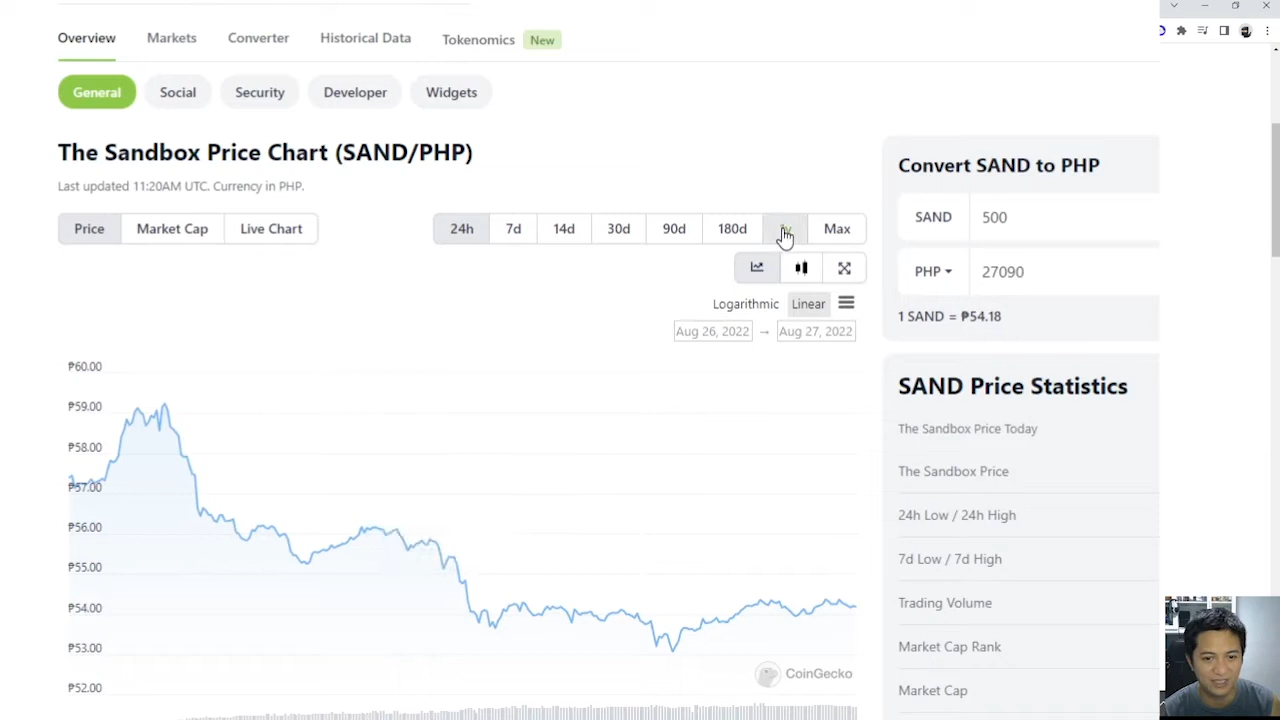 Overview Markets Converter Historical Data Tokenomics New
General Social Security Developer Widgets
The Sandbox Price Chart (SAND/PHP)
Last updated 11:20AM UTC. Currency in PHP.
Price Market Cap Live Chart
24h 7d 14d 30d 90d 180d Max
Logarithmic Linear
Aug 26, 2022 → Aug 27, 2022
₱60.00
₱59.00
₱58.00
₱57.00
₱56.00
₱55.00
₱54.00
₱53.00
₱52.00
CoinGecko
Convert SAND to PHP
SAND 500
PHP 27090
1 SAND = ₱54.18
SAND Price Statistics
The Sandbox Price Today
The Sandbox Price
24h Low / 24h High
7d Low / 7d High
Trading Volume
Market Cap Rank
Market Cap